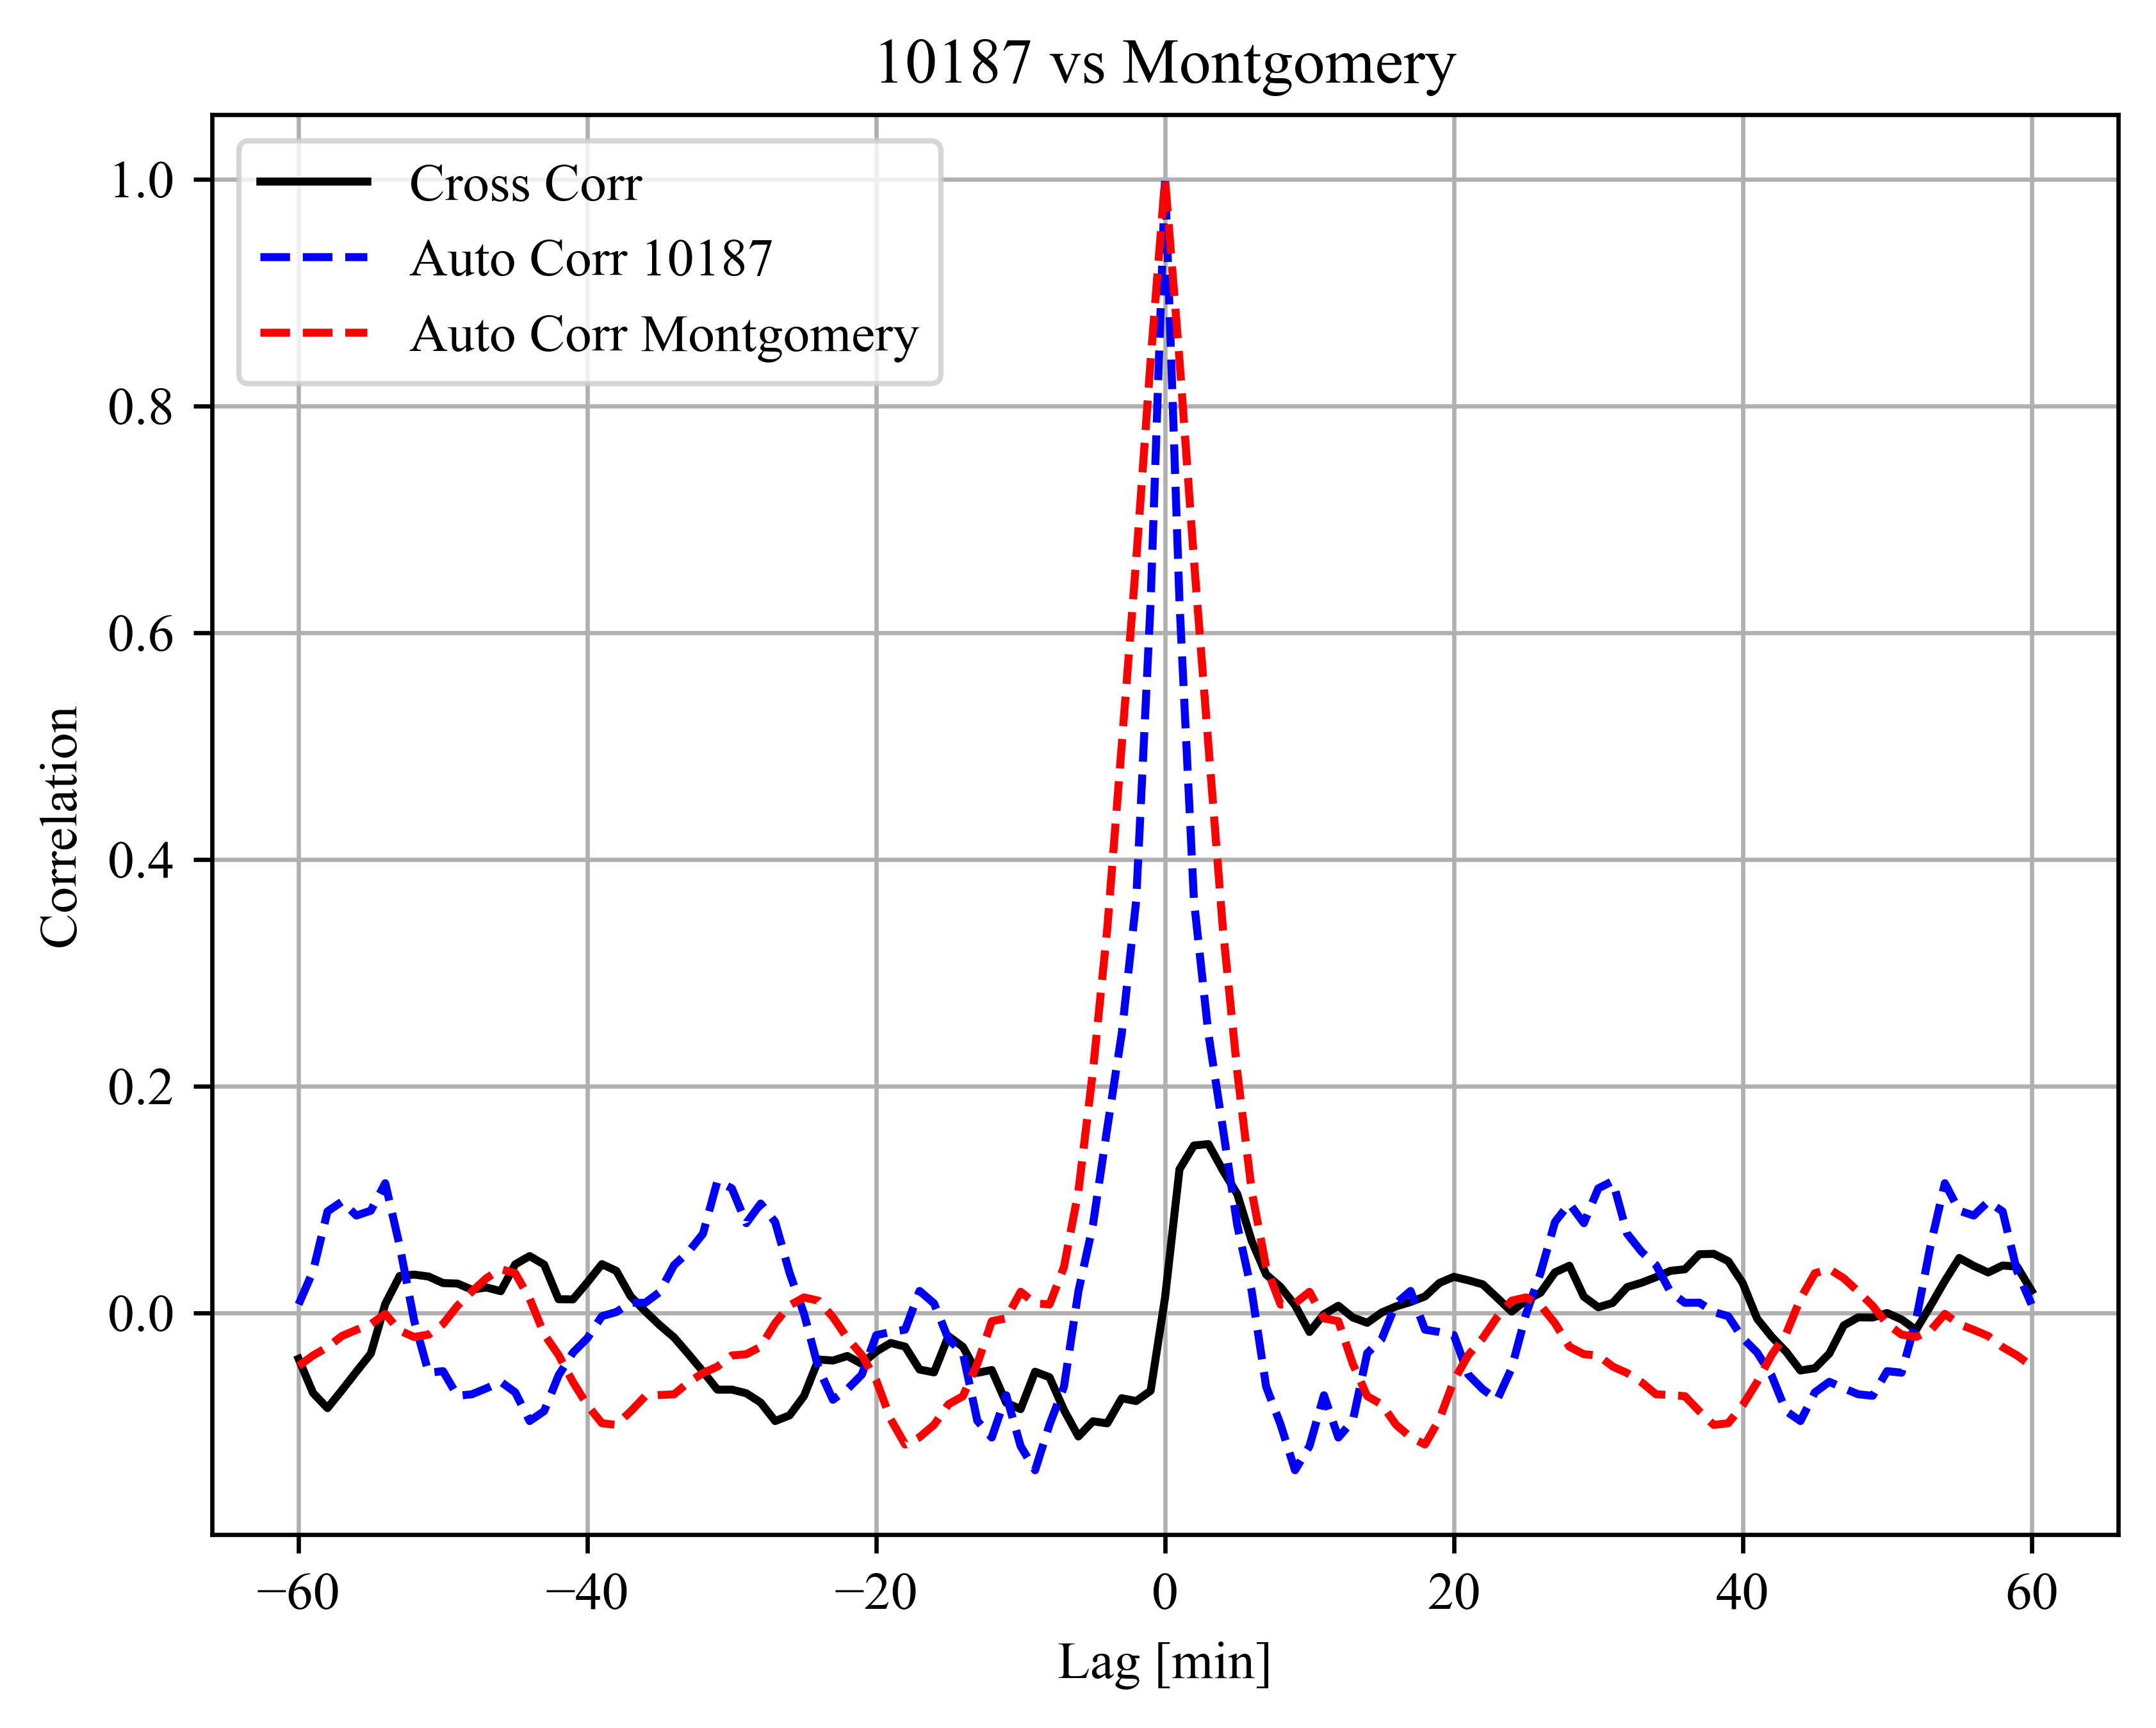 10187 vs Montgomery
Cross Corr
Auto Corr 10187
Auto Corr Montgomery
1.0
0.8
0.6
0.4
0.2
0.0
Correlation
−60 −40 −20 0 20 40 60
Lag [min]